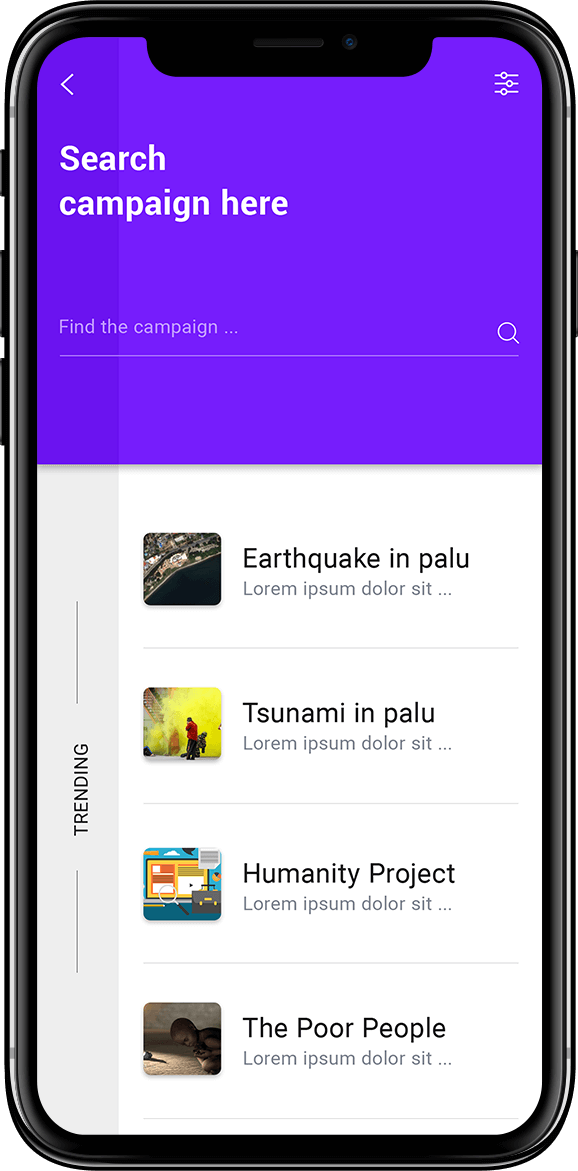 Search
campaign here
Find the campaign ...
TRENDING
Earthquake in palu
Lorem ipsum dolor sit ...
Tsunami in palu
Lorem ipsum dolor sit ...
Humanity Project
Lorem ipsum dolor sit ...
The Poor People
Lorem ipsum dolor sit ...